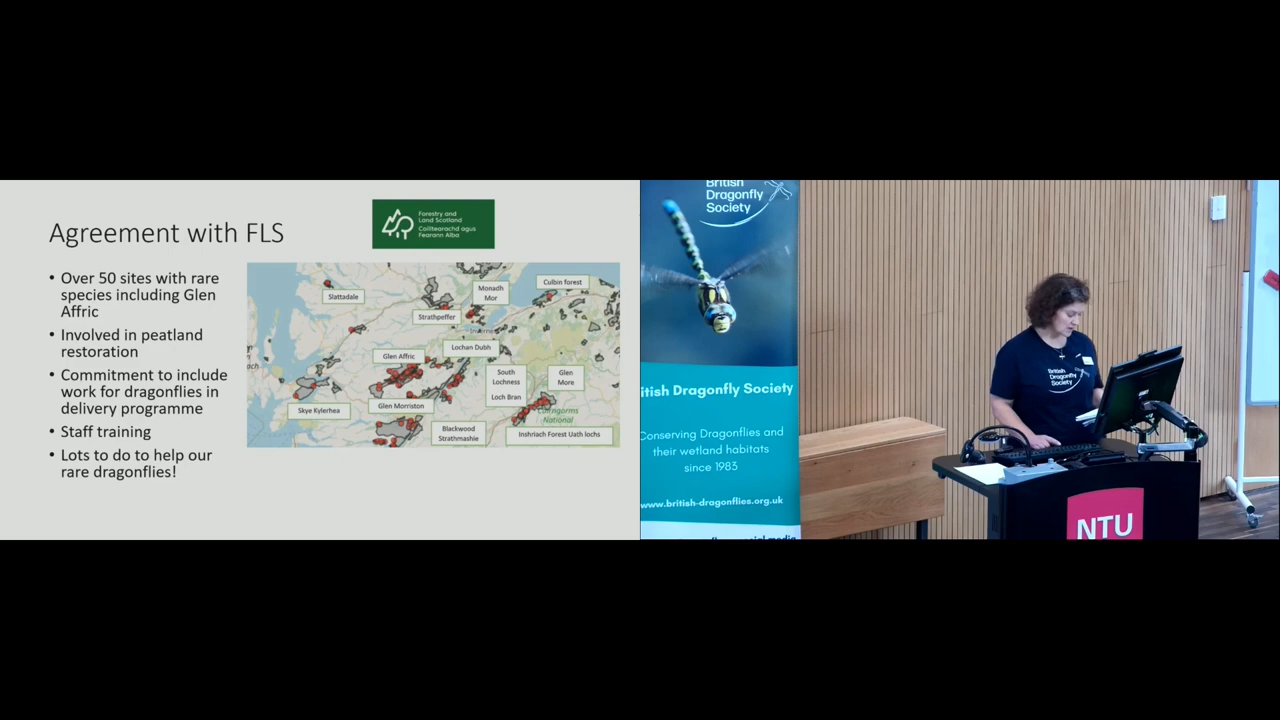 Agreement with FLS
Forestry and
Land Scotland
Coilltearachd agus
Fearann Alba
• Over 50 sites with rare
species including Glen
Affric
• Involved in peatland
restoration
• Commitment to include
work for dragonflies in
delivery programme
• Staff training
• Lots to do to help our
rare dragonflies!
Slattadale
Monadh
Mor
Culbin forest
Strathpeffer
Lochan Dubh
Glen Affric
South
Lochness
Loch Bran
Glen
More
Skye Kylerhea
Glen Morriston
Blackwood
Strathmashie
Cairngorms
National
Inshriach Forest Uath lochs
British
Dragonfly
Society
itish Dragonfly Society
Conserving Dragonflies and
their wetland habitats
since 1983
www.british-dragonflies.org.uk
British
Dragonfly
Society
NTU